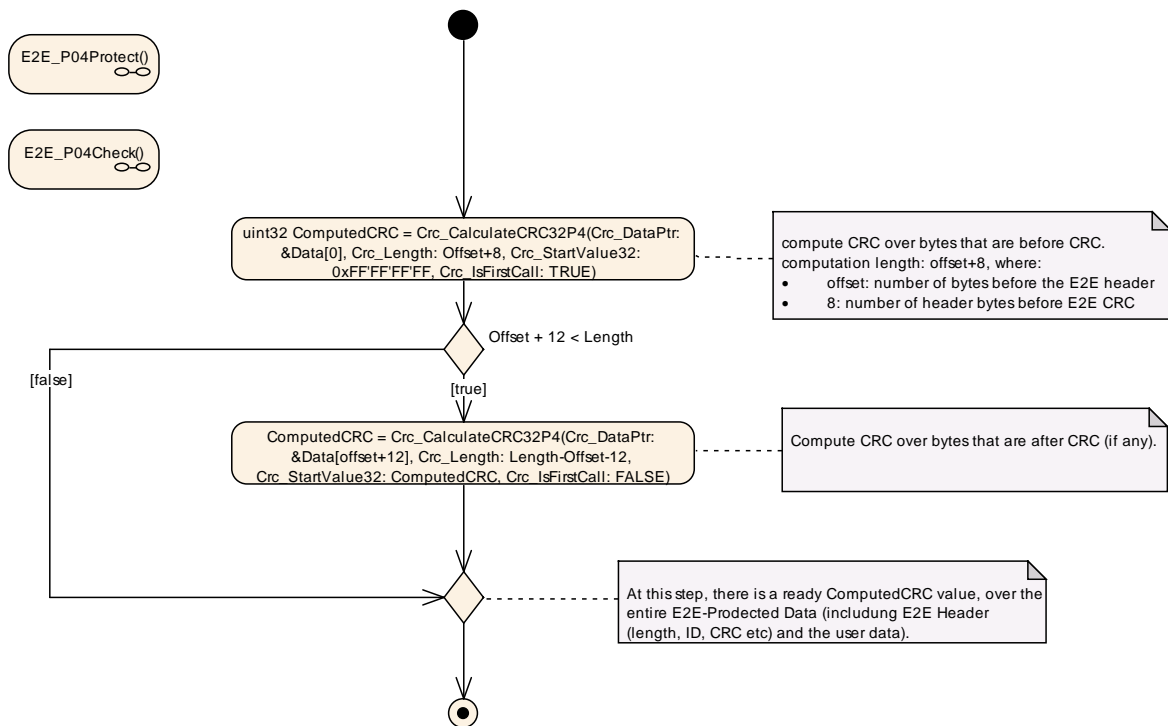 E2E_P04Protect()
E2E_P04Check()
uint32 ComputedCRC = Crc_CalculateCRC32P4(Crc_DataPtr:
&Data[0], Crc_Length: Offset+8, Crc_StartValue32:
0xFF'FF'FF'FF, Crc_IsFirstCall: TRUE)
compute CRC over bytes that are before CRC.
computation length: offset+8, where:
• offset: number of bytes before the E2E header
• 8: number of header bytes before E2E CRC
Offset + 12 < Length
[false]
[true]
ComputedCRC = Crc_CalculateCRC32P4(Crc_DataPtr:
&Data[offset+12], Crc_Length: Length-Offset-12,
Crc_StartValue32: ComputedCRC, Crc_IsFirstCall: FALSE)
Compute CRC over bytes that are after CRC (if any).
At this step, there is a ready ComputedCRC value, over the
entire E2E-Prodected Data (includung E2E Header
(length, ID, CRC etc) and the user data).